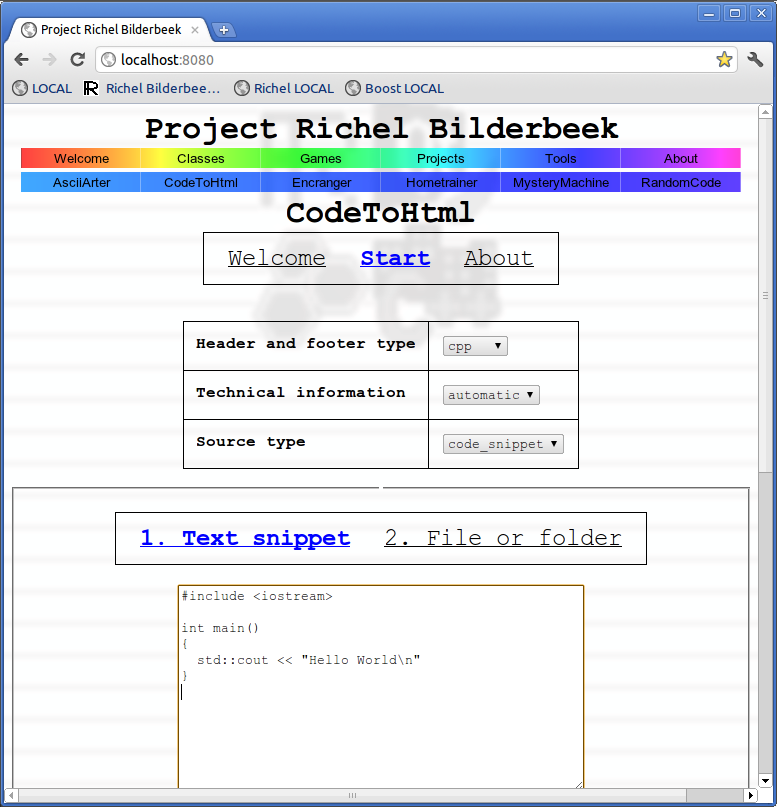 Project Richel Bilderbeek
localhost:8080
LOCAL Richel Bilderbee... Richel LOCAL Boost LOCAL
Project Richel Bilderbeek
Welcome Classes Games Projects Tools About
AsciiArter CodeToHtml Encranger Hometrainer MysteryMachine RandomCode
CodeToHtml
Welcome Start About
Header and footer type cpp
Technical information automatic
Source type code_snippet
1. Text snippet 2. File or folder
#include <iostream>
int main()
{
  std::cout << "Hello World\n"
}